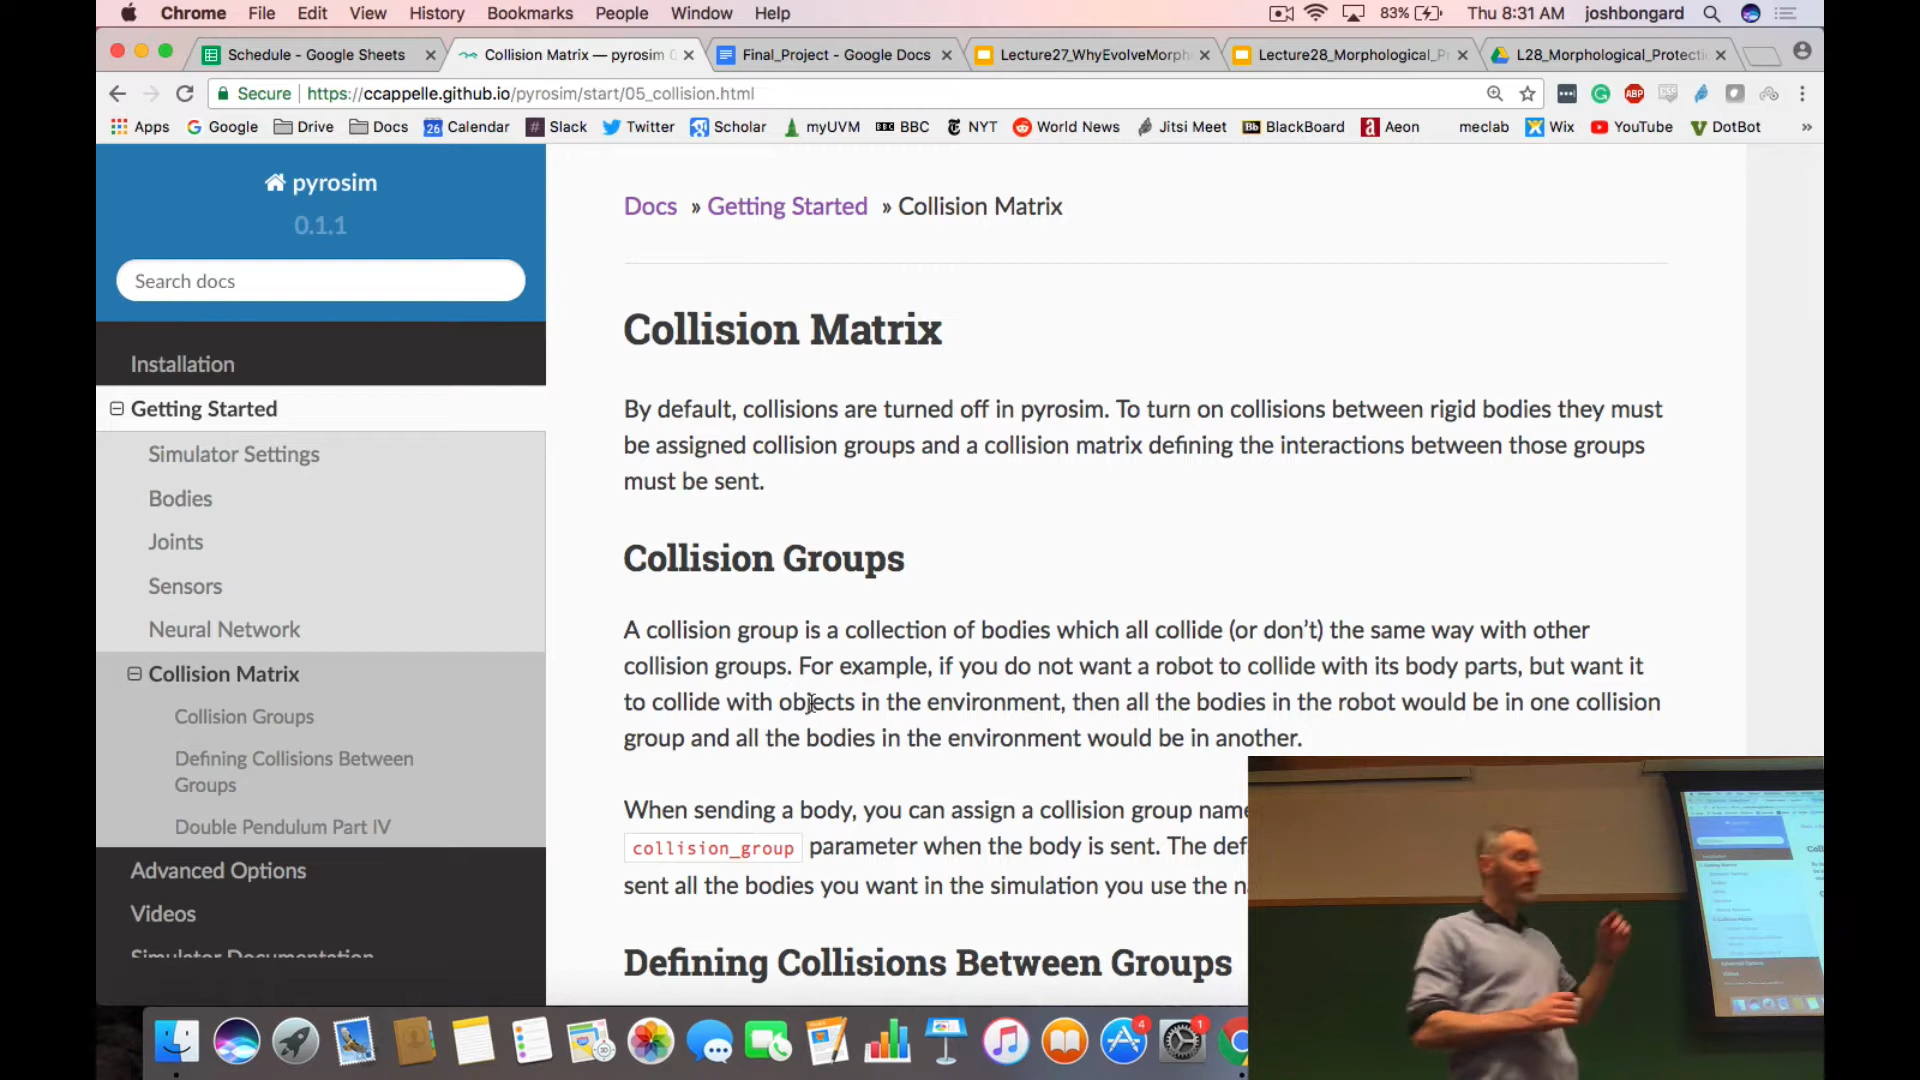 Chrome File Edit View History Bookmarks People Window Help 83% Thu 8:31 AM joshbongard
Schedule - Google Sheets Collision Matrix — pyrosim 0 Final_Project - Google Docs Lecture27_WhyEvolveMorph Lecture28_Morphological_P L28_Morphological_Protecti
Secure https://ccappelle.github.io/pyrosim/start/05_collision.html ABP
Apps Google Drive Docs 26 Calendar Slack Twitter Scholar myUVM BBC NYT World News Jitsi Meet Bb BlackBoard a Aeon meclab Wix YouTube DotBot »
pyrosim
0.1.1
Search docs
Installation
Getting Started
Simulator Settings
Bodies
Joints
Sensors
Neural Network
Collision Matrix
Collision Groups
Defining Collisions Between
Groups
Double Pendulum Part IV
Advanced Options
Videos
Simulator Documentation
Docs » Getting Started » Collision Matrix
Collision Matrix
By default, collisions are turned off in pyrosim. To turn on collisions between rigid bodies they must
be assigned collision groups and a collision matrix defining the interactions between those groups
must be sent.
Collision Groups
A collision group is a collection of bodies which all collide (or don’t) the same way with other
collision groups. For example, if you do not want a robot to collide with its body parts, but want it
to collide with objects in the environment, then all the bodies in the robot would be in one collision
group and all the bodies in the environment would be in another.
When sending a body, you can assign a collision group name
collision_group parameter when the body is sent. The def
sent all the bodies you want in the simulation you use the n
Defining Collisions Between Groups
4 1